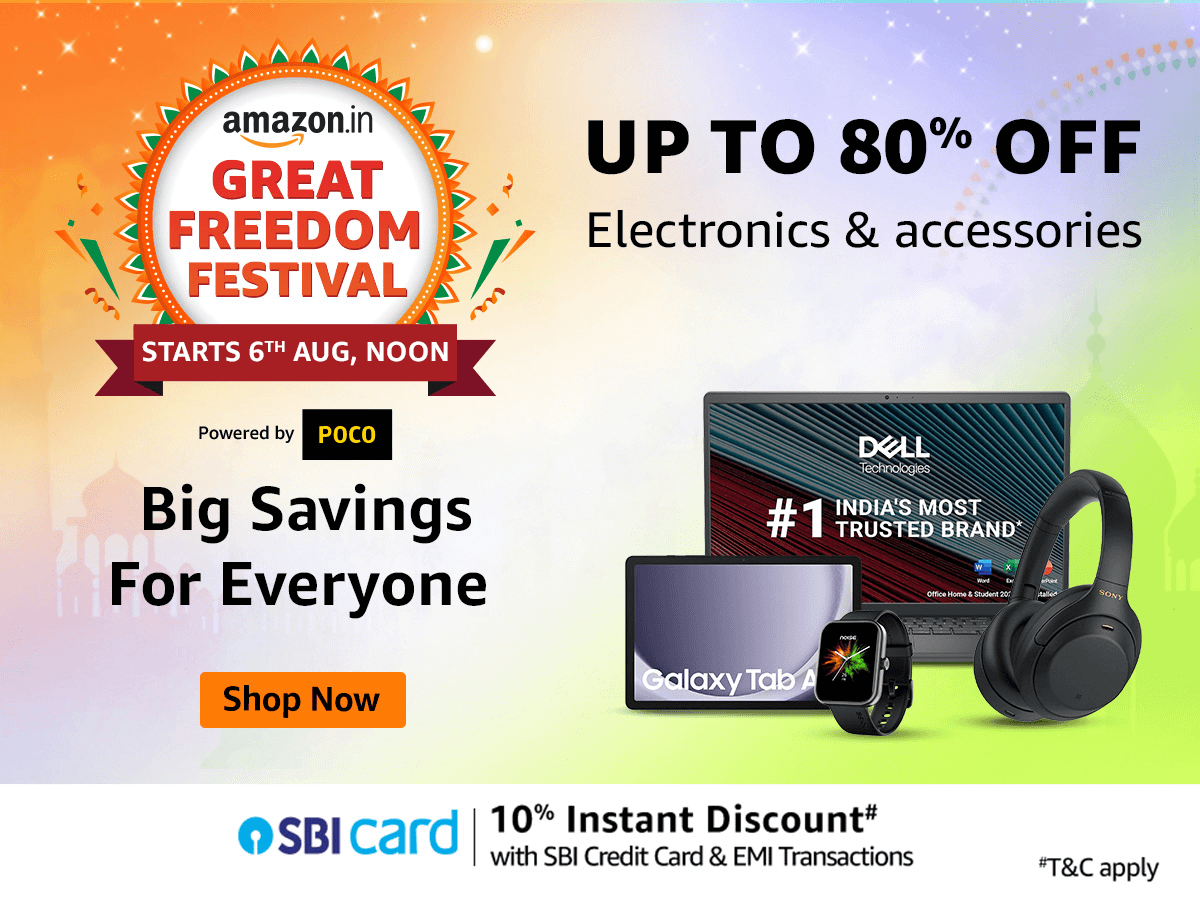 amazon.in
GREAT
FREEDOM
FESTIVAL
STARTS 6TH AUG, NOON
Powered by POCO
Big Savings
For Everyone
Shop Now
UP TO 80% OFF
Electronics & accessories
DELL
Technologies
#1 INDIA'S MOST
TRUSTED BRAND*
Word
Office Home & Student
Galaxy Tab A
NOISE
SONY
SBI card
10% Instant Discount#
with SBI Credit Card & EMI Transactions
#T&C apply